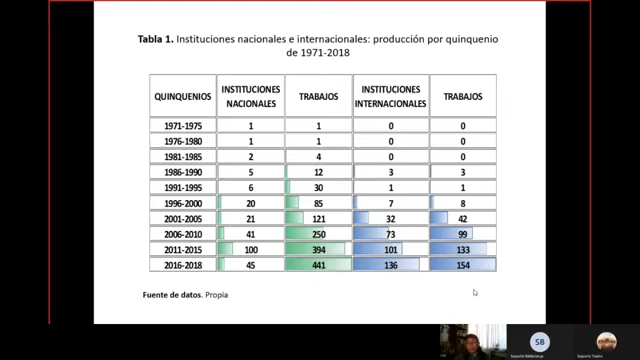 Tabla 1. Instituciones nacionales e internacionales: producción por quinquenio
de 1971-2018
QUINQUENIOS INSTITUCIONES NACIONALES TRABAJOS INSTITUCIONES INTERNACIONALES TRABAJOS
1971-1975 1 1 0 0
1976-1980 1 1 0 0
1981-1985 2 4 0 0
1986-1990 5 12 3 3
1991-1995 6 30 1 1
1996-2000 20 85 7 8
2001-2005 21 121 32 42
2006-2010 41 250 73 99
2011-2015 100 394 101 133
2016-2018 45 441 136 154
Fuente de datos. Propia
SB
Soporte Bibliotecas
Soporte Teams